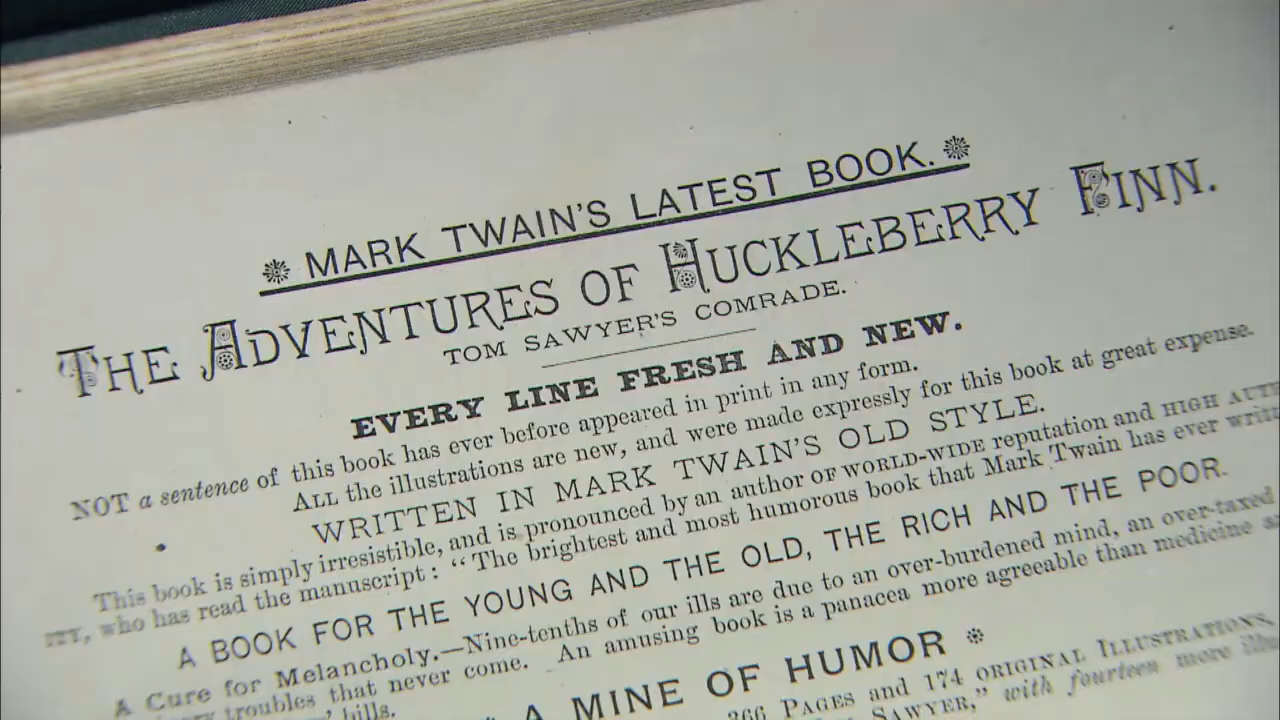 MARK TWAIN'S LATEST BOOK.
THE ADVENTURES OF HUCKLEBERRY FINN.
TOM SAWYER'S COMRADE.
EVERY LINE FRESH AND NEW.
NOT a sentence of this book has ever before appeared in print in any form.
ALL the illustrations are new, and were made expressly for this book at great expense.
WRITTEN IN MARK TWAIN'S OLD STYLE.
This book is simply irresistible, and is pronounced by an author OF WORLD-WIDE reputation and HIGH
who has read the manuscript: “The brightest and most humorous book that Mark Twain has ever
A BOOK FOR THE YOUNG AND THE OLD, THE RICH AND THE POOR.
A Cure for Melancholy.—Nine-tenths of our ills are due to an over-burdened mind, an over-taxed
troubles that never come. An amusing book is a panacea more agreeable than medicine
bills.
A MINE OF HUMOR
366 PAGES and 174 ORIGINAL ILLUSTRATIONS,
SAWYER,” with fourteen more